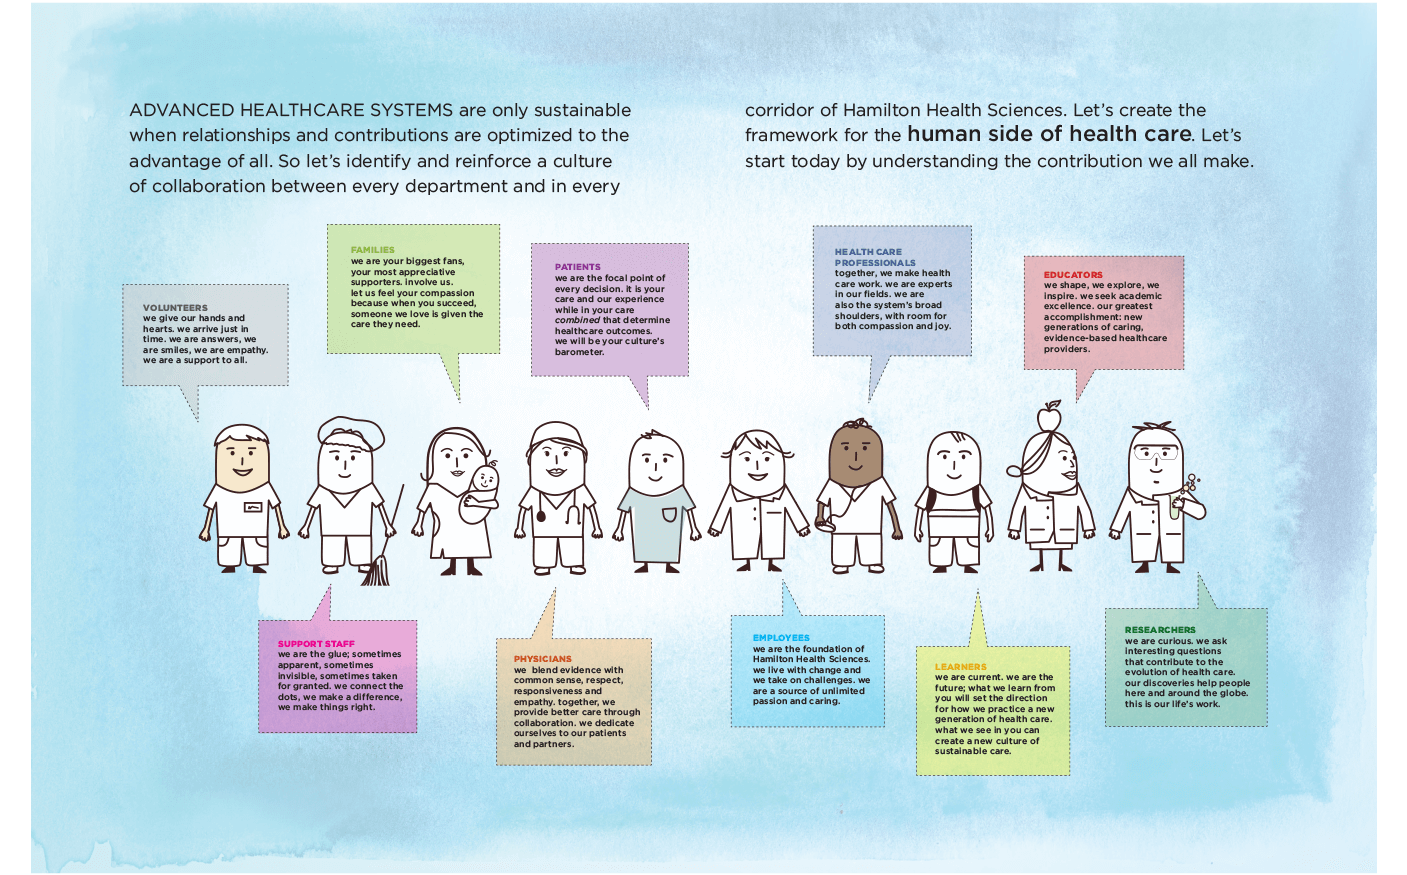 ADVANCED HEALTHCARE SYSTEMS are only sustainable
when relationships and contributions are optimized to the
advantage of all. So let's identify and reinforce a culture
of collaboration between every department and in every
corridor of Hamilton Health Sciences. Let's create the
framework for the human side of health care. Let's
start today by understanding the contribution we all make.
VOLUNTEERS
we give our hands and
hearts. we arrive just in
time. we are answers, we
are smiles, we are empathy.
we are a support to all.
FAMILIES
we are your biggest fans,
your most appreciative
supporters. involve us.
let us feel your compassion
because when you succeed,
someone we love is given the
care they need.
PATIENTS
we are the focal point of
every decision. it is your
care and our experience
while in your care
combined that determine
healthcare outcomes.
we will be your culture's
barometer.
HEALTH CARE
PROFESSIONALS
together, we make health
care work. we are experts
in our fields. we are
also the system's broad
shoulders, with room for
both compassion and joy.
EDUCATORS
we shape, we explore, we
inspire. we seek academic
excellence. our greatest
accomplishment: new
generations of caring,
evidence-based healthcare
providers.
SUPPORT STAFF
we are the glue; sometimes
apparent, sometimes
invisible, sometimes taken
for granted. we connect the
dots, we make a difference,
we make things right.
PHYSICIANS
we blend evidence with
common sense, respect,
responsiveness and
empathy. together, we
provide better care through
collaboration. we dedicate
ourselves to our patients
and partners.
EMPLOYEES
we are the foundation of
Hamilton Health Sciences.
we live with change and
we take on challenges. we
are a source of unlimited
passion and caring.
LEARNERS
we are current. we are the
future; what we learn from
you will set the direction
for how we practice a new
generation of health care.
what we see in you can
create a new culture of
sustainable care.
RESEARCHERS
we are curious. we ask
interesting questions
that contribute to the
evolution of health care.
our discoveries help people
here and around the globe.
this is our life's work.